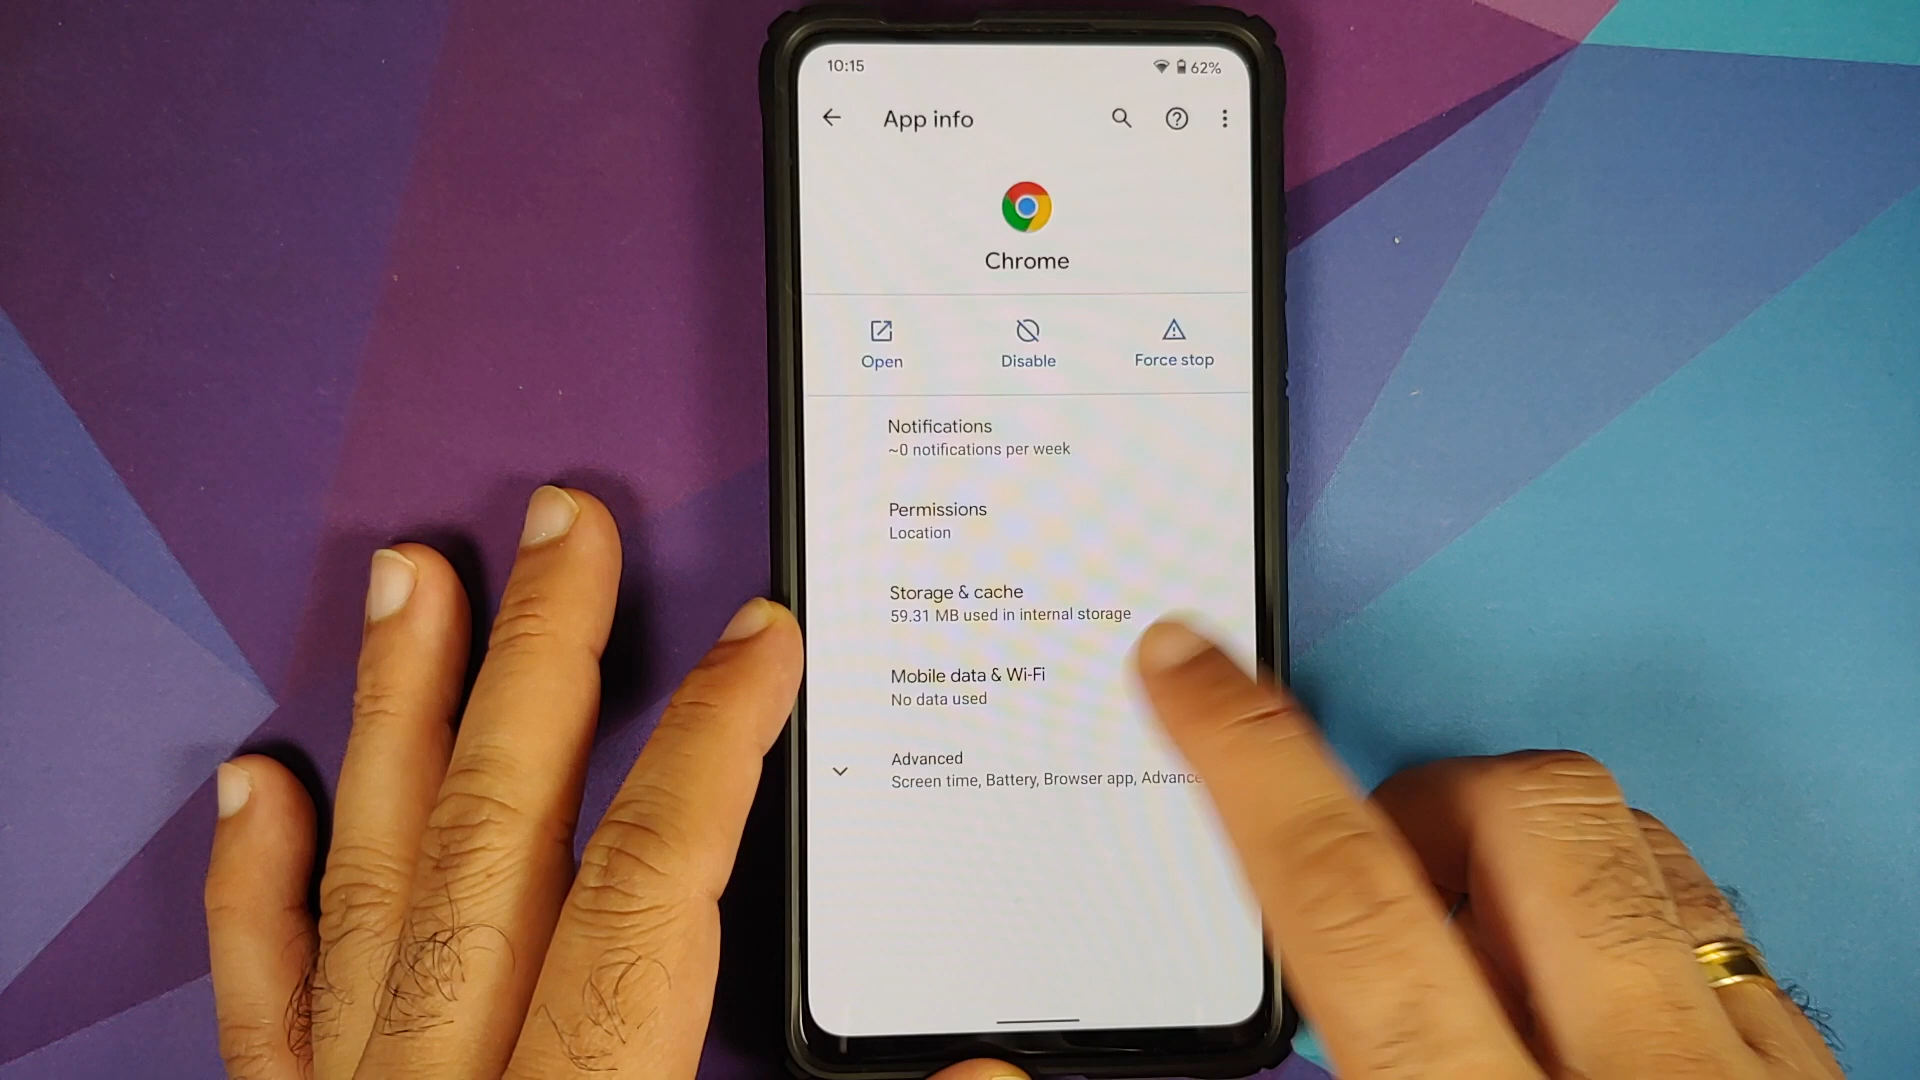 10:15
62%
App info
Chrome
Open
Disable
Force stop
Notifications
~0 notifications per week
Permissions
Location
Storage & cache
59.31 MB used in internal storage
Mobile data & Wi-Fi
No data used
Advanced
Screen time, Battery, Browser app,